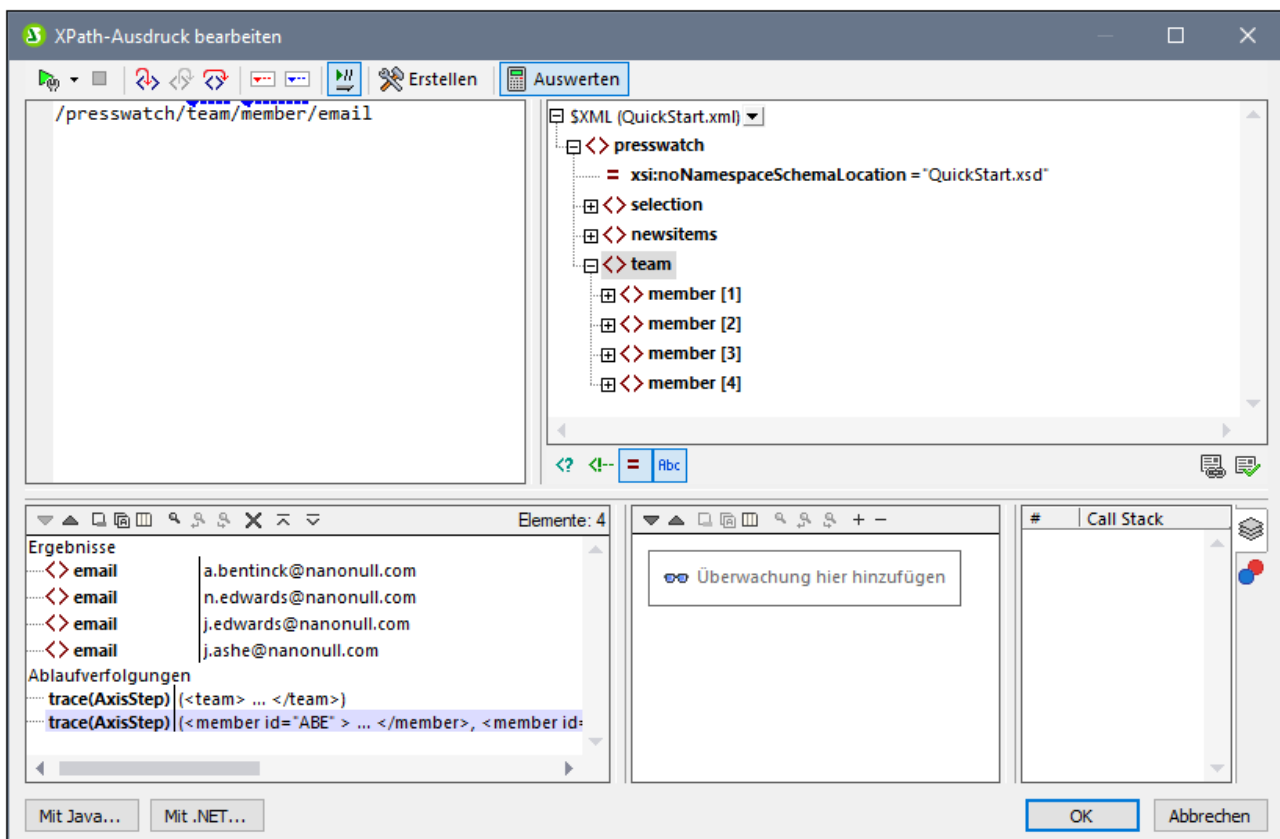 XPath-Ausdruck bearbeiten
Erstellen
Auswerten
/presswatch/team/member/email
$XML (QuickStart.xml)
<> presswatch
= xsi:noNamespaceSchemaLocation ="QuickStart.xsd"
<> selection
<> newsitems
<> team
<> member [1]
<> member [2]
<> member [3]
<> member [4]
<? <!-- = Abc
Elemente: 4
Ergebnisse
<> email a.bentinck@nanonull.com
<> email n.edwards@nanonull.com
<> email j.edwards@nanonull.com
<> email j.ashe@nanonull.com
Ablaufverfolgungen
trace(AxisStep) (<team> ... </team>)
trace(AxisStep) (<member id="ABE" > ... </member>, <member id=
Überwachung hier hinzufügen
# Call Stack
Mit Java...
Mit .NET...
OK
Abbrechen